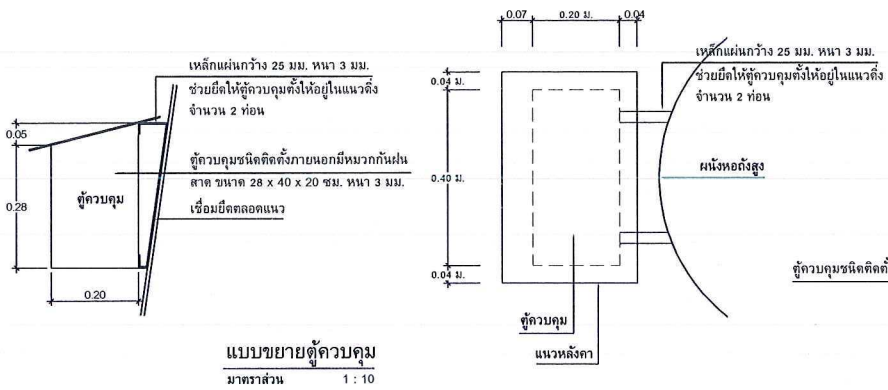 เหล็กแผ่นกว้าง 25 มม. หนา 3 มม.
ช่วยยึดให้ตู้ควบคุมตั้งให้อยู่ในแนวดิ่ง
จำนวน 2 ท่อน
0.05
0.28
ตู้ควบคุม
ตู้ควบคุมชนิดติดตั้งภายนอกมีหมวกกันฝน
สาด ขนาด 28 x 40 x 20 ซม. หนา 3 มม.
เชื่อมยึดตลอดแนว
0.20
แบบขยายตู้ควบคุม
มาตราส่วน 1 : 10
0.07 0.20 ม. 0.04
0.04 ม.
0.40 ม.
0.04 ม.
เหล็กแผ่นกว้าง 25 มม. หนา 3 มม.
ช่วยยึดให้ตู้ควบคุมตั้งให้อยู่ในแนวดิ่ง
จำนวน 2 ท่อน
ผนังหอถังสูง
ตู้ควบคุม
แนวหลังคา
ตู้ควบคุมชนิดติดตั้